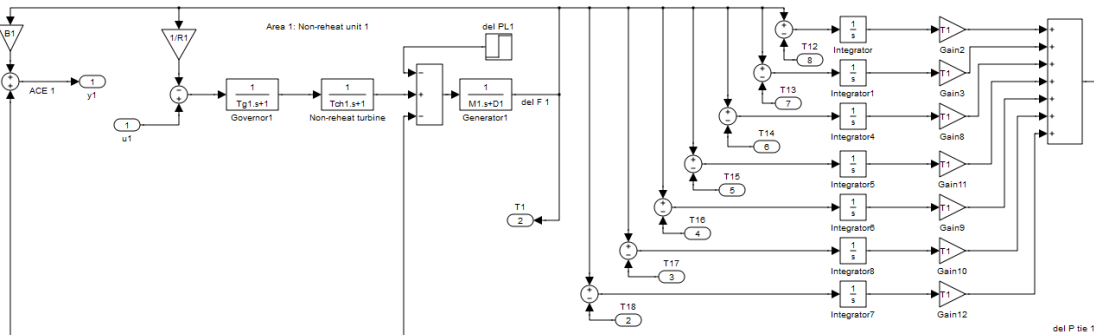 B1
1/R1
Area 1: Non-reheat unit 1
del PL1
+
+
ACE 1
1
y1
1
u1
−
+
1
Tg1.s+1
Governor1
1
Tch1.s+1
Non-reheat turbine
−
+
−
1
M1.s+D1
Generator1
del F 1
T1
2
+
−
T12
8
1
s
Integrator
T1
Gain2
+
−
T13
7
1
s
Integrator1
T1
Gain3
+
−
T14
6
1
s
Integrator4
T1
Gain8
+
−
T15
5
1
s
Integrator5
T1
Gain11
+
−
T16
4
1
s
Integrator6
T1
Gain9
+
−
T17
3
1
s
Integrator8
T1
Gain10
+
−
T18
2
1
s
Integrator7
T1
Gain12
+
+
+
+
+
+
+
del P tie 1